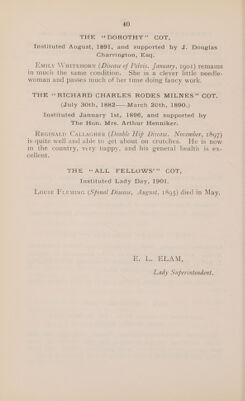 40
THE "DOROTHY" COT,
Instituted August, 1891, and supported by J. Douglas
Charrington, Esq.
EMILY WHITEHORN (Disease of Pelvis. January, 1901) remains
in much the same condition. She is a clever little needle-
woman and passes much of her time doing fancy work.
THE "RICHARD CHARLES RODES MILNES" COT.
(July 30th, 1882—March 20th, 1890.)
Instituted January 1st, 1896, and supported by
The Hon. Mrs. Arthur Henniker.
REGINALD CALLAGHER (Double Hip Disease. November, 1897)
is quite well and able to get about on crutches. He is now
in the country, very happy, and his general health is ex-
cellent.
THE "ALL FELLOWS'" COT,
Instituted Lady Day, 1901.
LOUIE FLEMING (Spinal Disease, August, 1895) died in May.
E. L. ELAM,
Lady Superintendent.